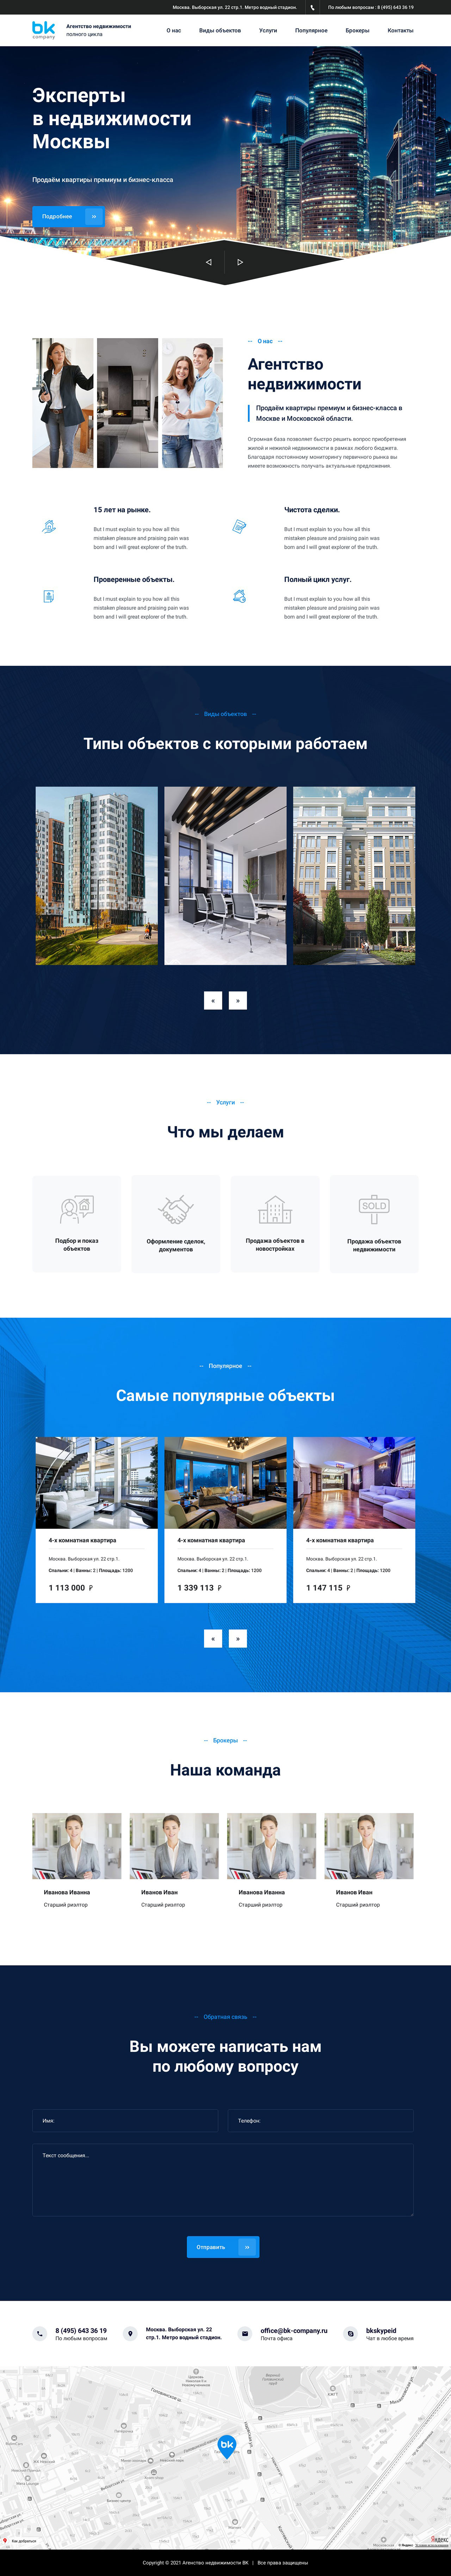 Москва. Выборская ул. 22 стр.1. Метро водный стадион.
По любым вопросам : 8 (495) 643 36 19
bk
company
Агентство недвижимости
полного цикла
О нас
Виды объектов
Услуги
Популярное
Брокеры
Контакты
Эксперты
в недвижимости
Москвы
Продаём квартиры премиум и бизнес-класса
Подробнее
О нас
Агентство
недвижимости
Продаём квартиры премиум и бизнес-класса в
Москве и Московской области.
Огромная база позволяет быстро решить вопрос приобретения
жилой и нежилой недвижимости в рамках любого бюджета.
Благодаря постоянному мониторингу первичного рынка вы
имеете возможность получать актуальные предложения.
15 лет на рынке.
But I must explain to you how all this
mistaken pleasure and praising pain was
born and I will great explorer of the truth.
Чистота сделки.
But I must explain to you how all this
mistaken pleasure and praising pain was
born and I will great explorer of the truth.
Проверенные объекты.
But I must explain to you how all this
mistaken pleasure and praising pain was
born and I will great explorer of the truth.
Полный цикл услуг.
But I must explain to you how all this
mistaken pleasure and praising pain was
born and I will great explorer of the truth.
Виды объектов
Типы объектов с которыми работаем
Услуги
Что мы делаем
Подбор и показ
объектов
Оформление сделок,
документов
Продажа объектов в
новостройках
SOLD
Продажа объектов
недвижимости
Популярное
Самые популярные объекты
4-х комнатная квартира
Москва. Выборская ул. 22 стр.1.
Спальни: 4 | Ванны: 2 | Площадь: 1200
1 113 000 ₽
4-х комнатная квартира
Москва. Выборская ул. 22 стр.1.
Спальни: 4 | Ванны: 2 | Площадь: 1200
1 339 113 ₽
4-х комнатная квартира
Москва. Выборская ул. 22 стр.1.
Спальни: 4 | Ванны: 2 | Площадь: 1200
1 147 115 ₽
Брокеры
Наша команда
Иванова Иванна
Старший риэлтор
Иванов Иван
Старший риэлтор
Иванова Иванна
Старший риэлтор
Иванов Иван
Старший риэлтор
Обратная связь
Вы можете написать нам
по любому вопросу
Имя:
Телефон:
Текст сообщения...
Отправить
8 (495) 643 36 19
По любым вопросам
Москва. Выборская ул. 22
стр.1. Метро водный стадион.
office@bk-company.ru
Почта офиса
bkskypeid
Чат в любое время
bk
Как добраться
Яндекс
Copyright © 2021 Агенство недвижимости ВК | Все права защищены